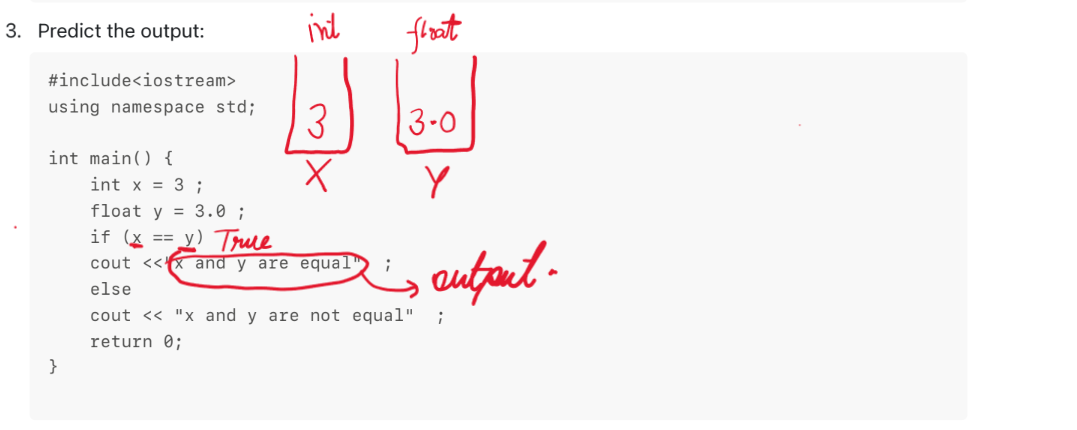 3. Predict the output:
int float
#include<iostream>
using namespace std;
3 3.0
X Y
int main() {
int x = 3 ;
float y = 3.0 ;
if (x == y) True
cout <<"x and y are equal" ; output.
else
cout << "x and y are not equal" ;
return 0;
}